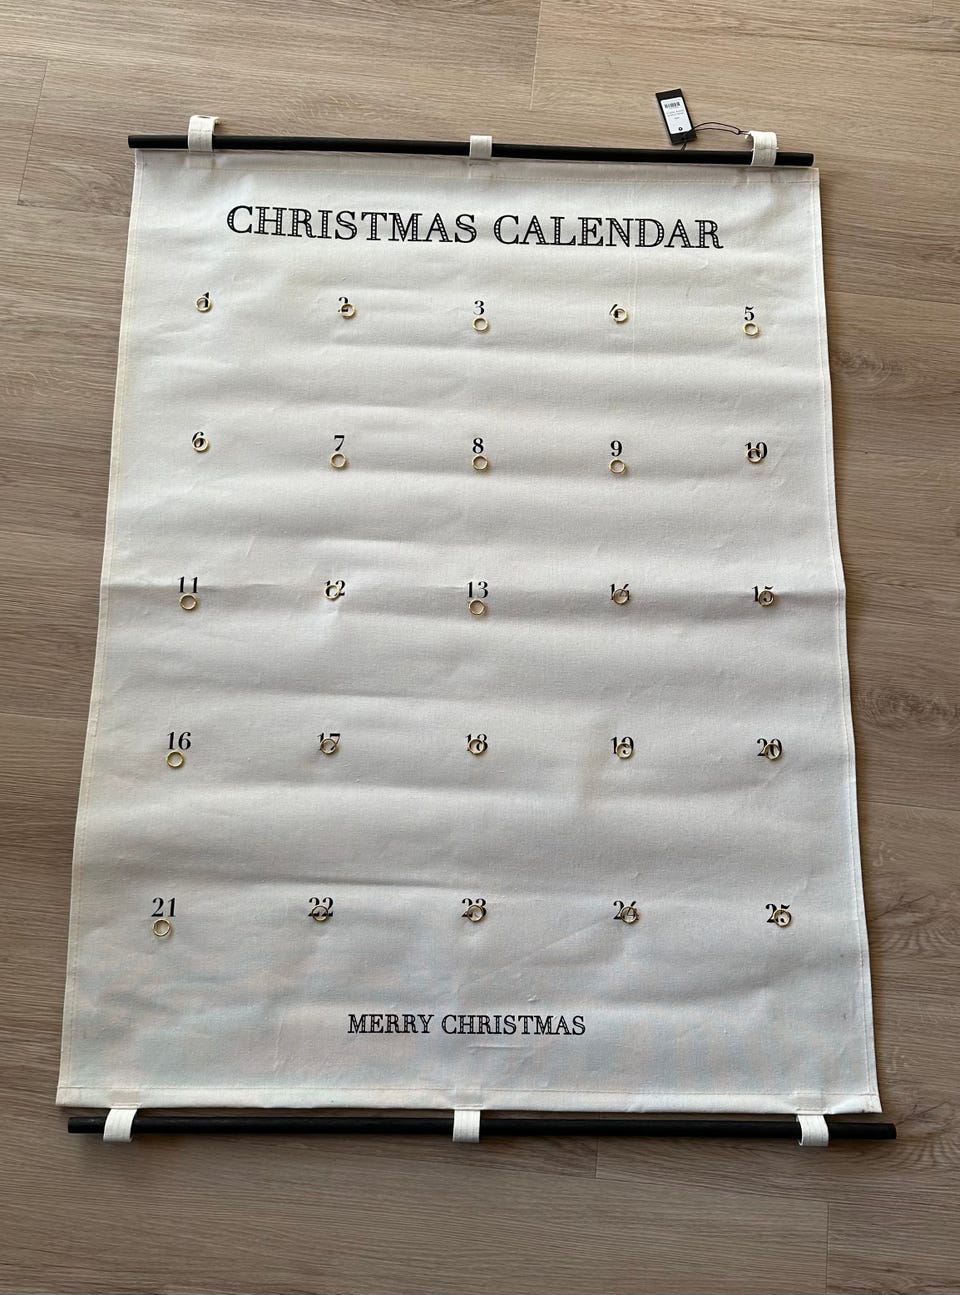 CHRISTMAS CALENDAR
1 2 3 4 5
6 7 8 9 10
11 12 13 14 15
16 17 18 19 20
21 22 23 24 25
MERRY CHRISTMAS